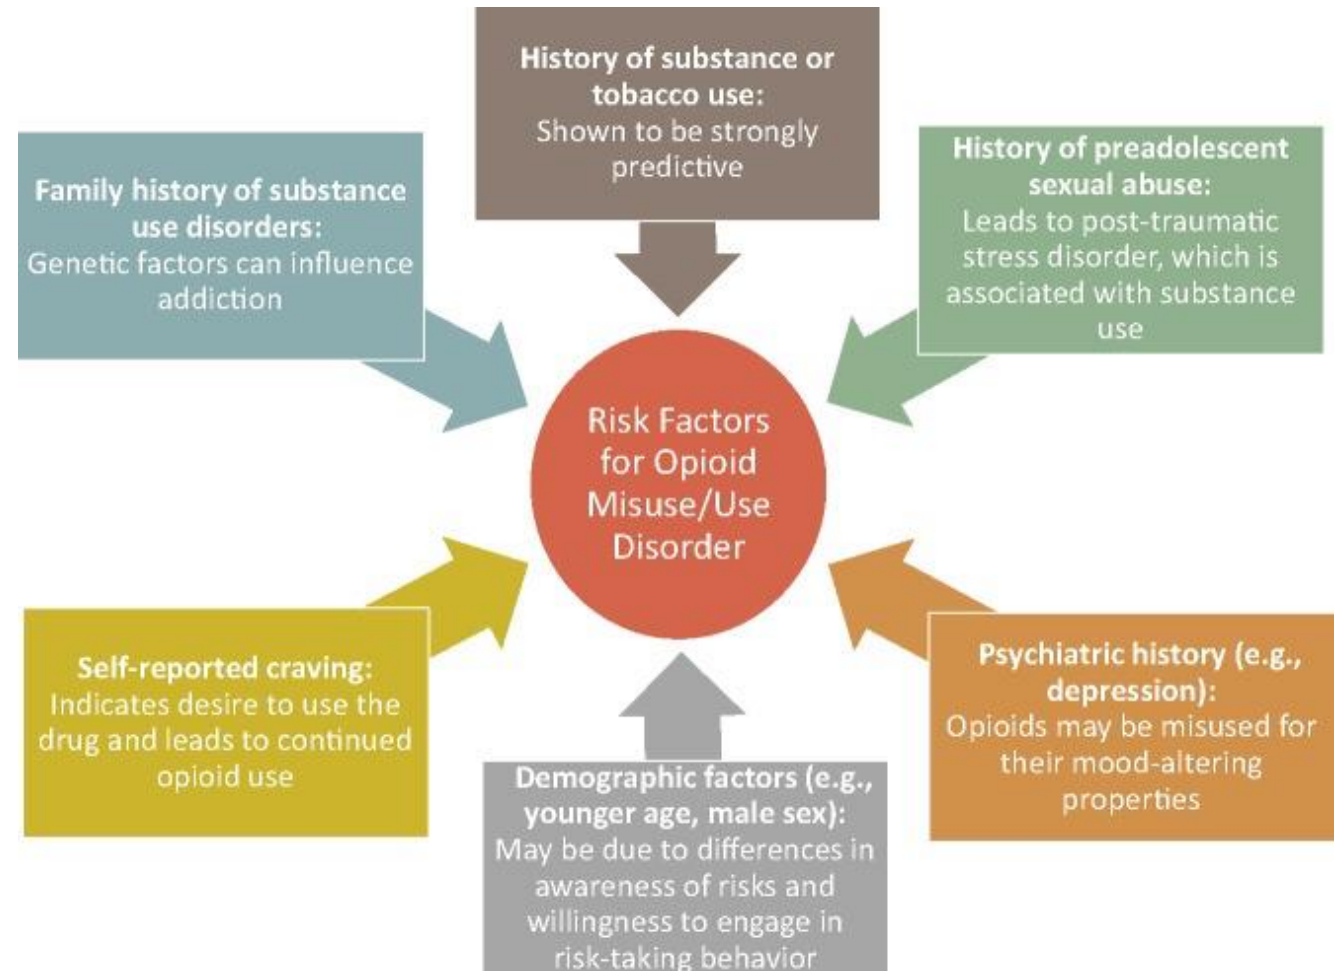 History of substance or
tobacco use:
Shown to be strongly
predictive
Family history of substance
use disorders:
Genetic factors can influence
addiction
History of preadolescent
sexual abuse:
Leads to post-traumatic
stress disorder, which is
associated with substance
use
Risk Factors
for Opioid
Misuse/Use
Disorder
Self-reported craving:
Indicates desire to use the
drug and leads to continued
opioid use
Psychiatric history (e.g.,
depression):
Opioids may be misused for
their mood-altering
properties
Demographic factors (e.g.,
younger age, male sex):
May be due to differences in
awareness of risks and
willingness to engage in
risk-taking behavior